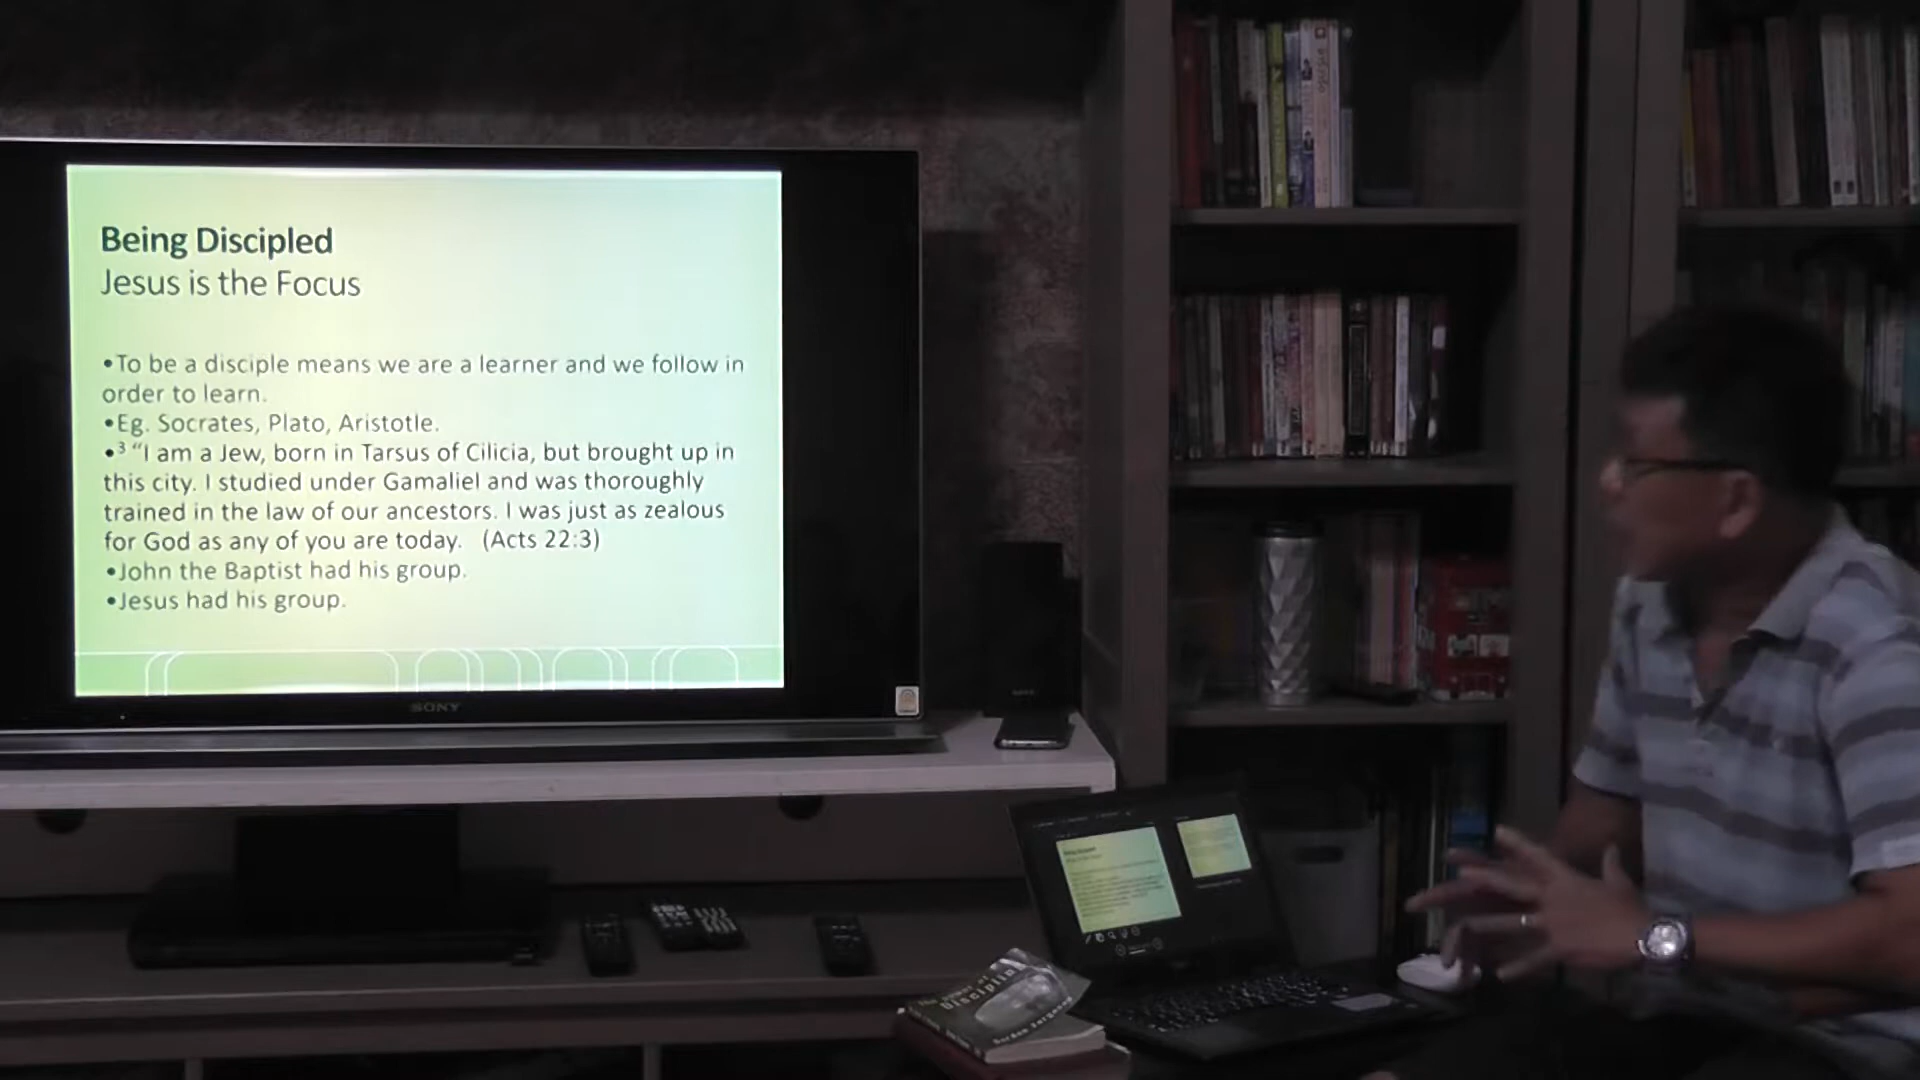 Being Discipled
Jesus is the Focus
•To be a disciple means we are a learner and we follow in
order to learn.
•Eg. Socrates, Plato, Aristotle.
•3 “I am a Jew, born in Tarsus of Cilicia, but brought up in
this city. I studied under Gamaliel and was thoroughly
trained in the law of our ancestors. I was just as zealous
for God as any of you are today. (Acts 22:3)
•John the Baptist had his group.
•Jesus had his group.
SONY